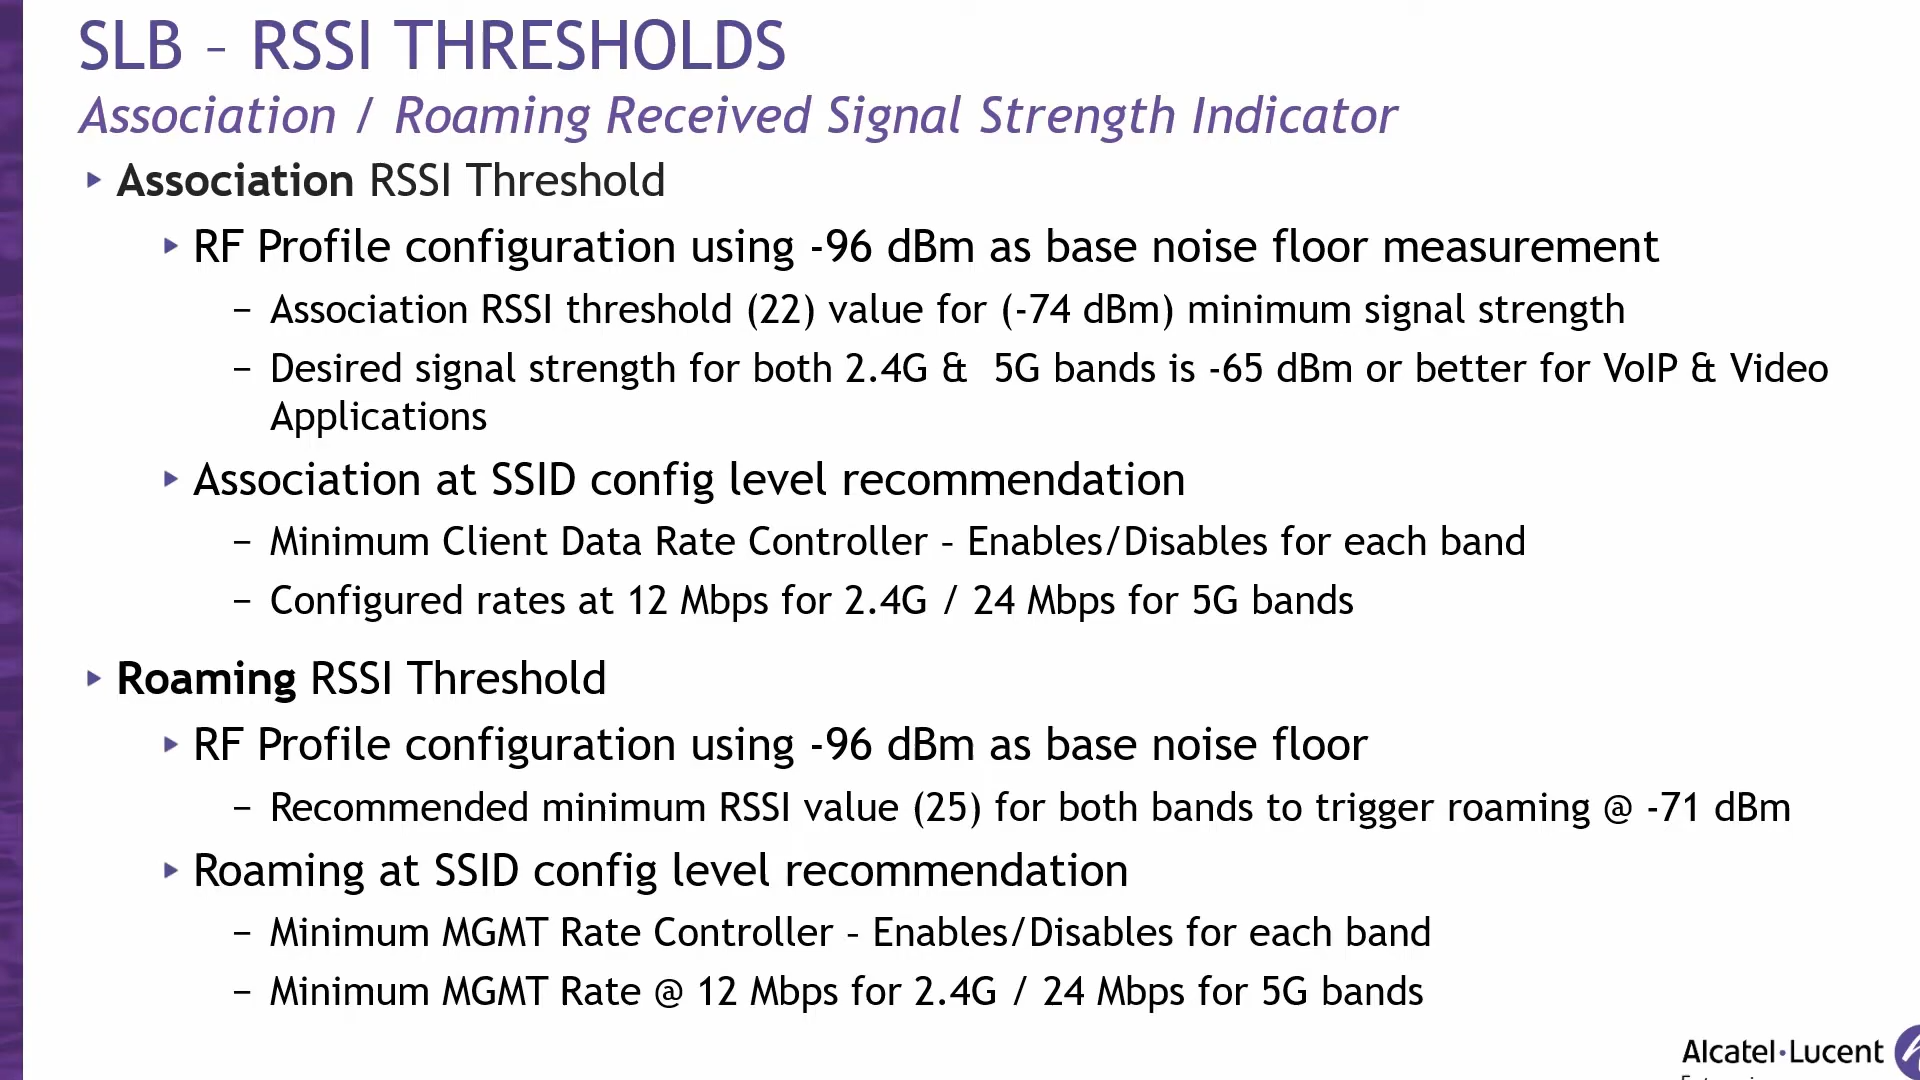 SLB – RSSI THRESHOLDS
Association / Roaming Received Signal Strength Indicator
Association RSSI Threshold
RF Profile configuration using -96 dBm as base noise floor measurement
– Association RSSI threshold (22) value for (-74 dBm) minimum signal strength
– Desired signal strength for both 2.4G & 5G bands is -65 dBm or better for VoIP & Video
Applications
Association at SSID config level recommendation
– Minimum Client Data Rate Controller – Enables/Disables for each band
– Configured rates at 12 Mbps for 2.4G / 24 Mbps for 5G bands
Roaming RSSI Threshold
RF Profile configuration using -96 dBm as base noise floor
– Recommended minimum RSSI value (25) for both bands to trigger roaming @ -71 dBm
Roaming at SSID config level recommendation
– Minimum MGMT Rate Controller – Enables/Disables for each band
– Minimum MGMT Rate @ 12 Mbps for 2.4G / 24 Mbps for 5G bands
Alcatel·Lucent